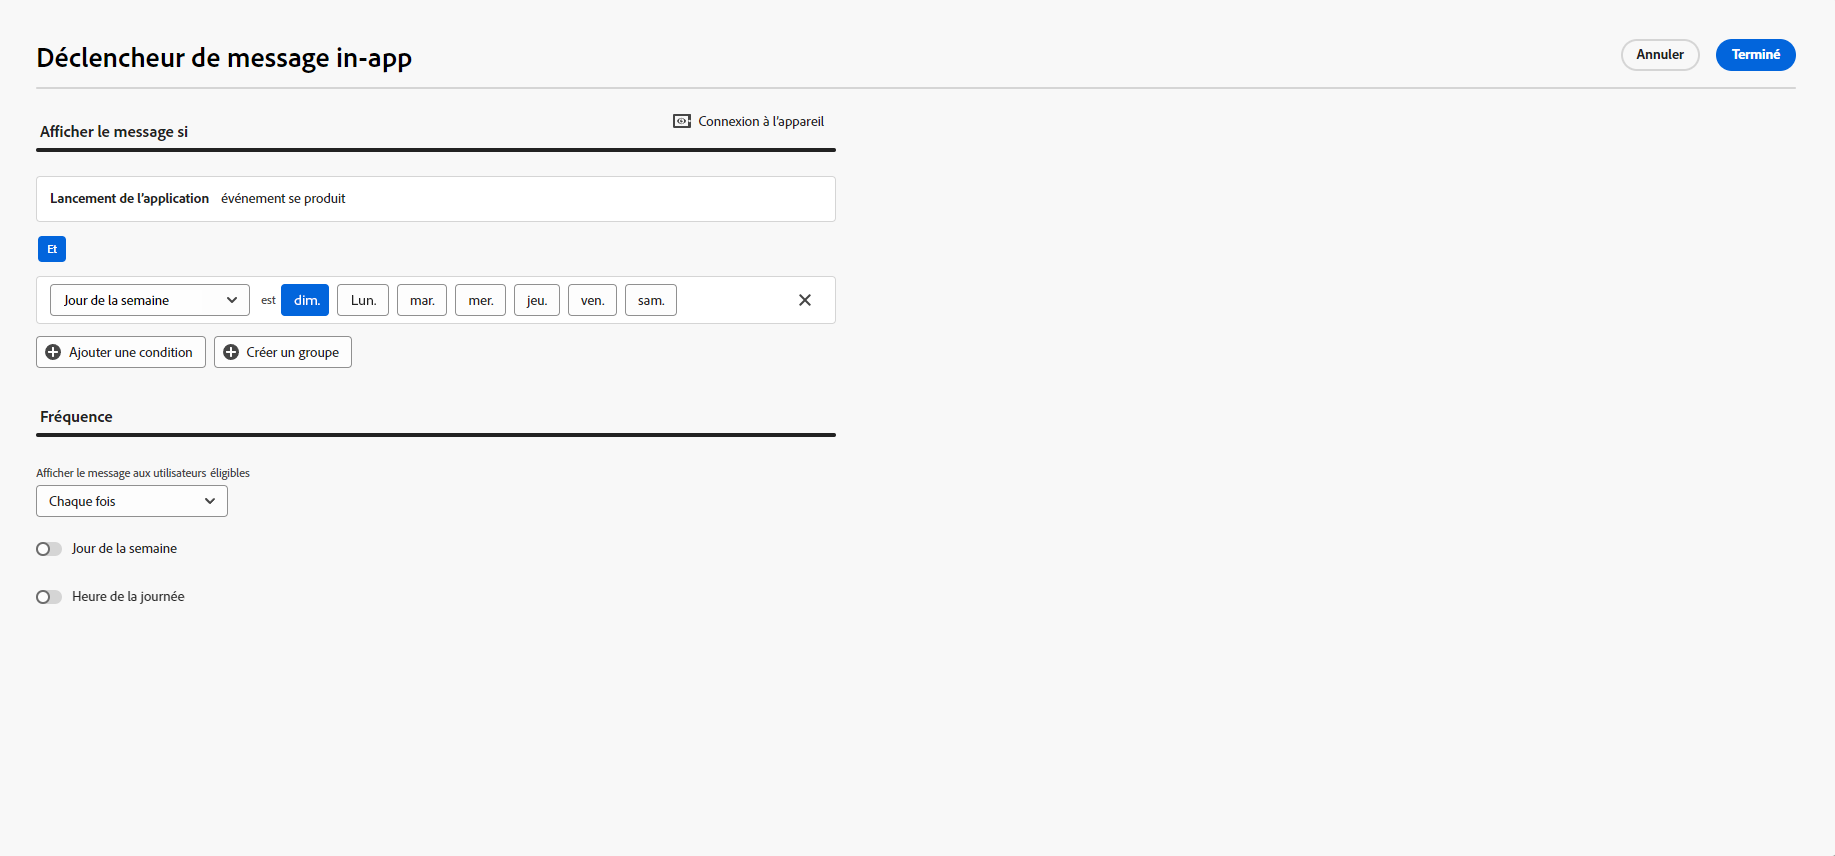 Déclencheur de message in-app
Annuler
Terminé
Afficher le message si
Connexion à l'appareil
Lancement de l'application événement se produit
Et
Jour de la semaine est dim. Lun. mar. mer. jeu. ven. sam.
Ajouter une condition Créer un groupe
Fréquence
Afficher le message aux utilisateurs éligibles
Chaque fois
Jour de la semaine
Heure de la journée